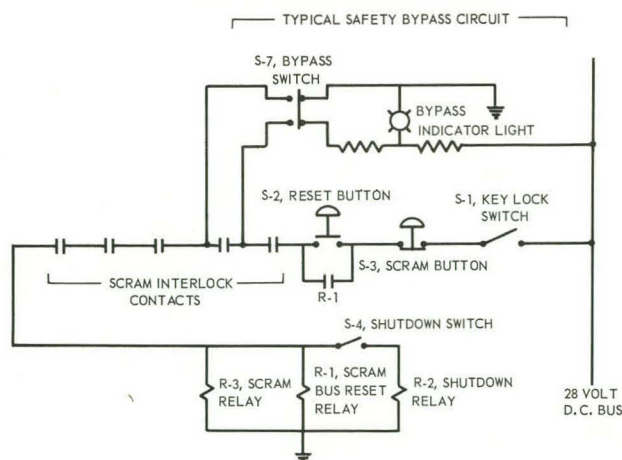 TYPICAL SAFETY BYPASS CIRCUIT
S-7, BYPASS
SWITCH
BYPASS
INDICATOR LIGHT
S-2, RESET BUTTON
S-1, KEY LOCK
SWITCH
S-3, SCRAM BUTTON
SCRAM INTERLOCK
CONTACTS
R-1
S-4, SHUTDOWN SWITCH
R-3, SCRAM
RELAY
R-1, SCRAM
BUS RESET
RELAY
R-2, SHUTDOWN
RELAY
28 VOLT
D.C. BUS